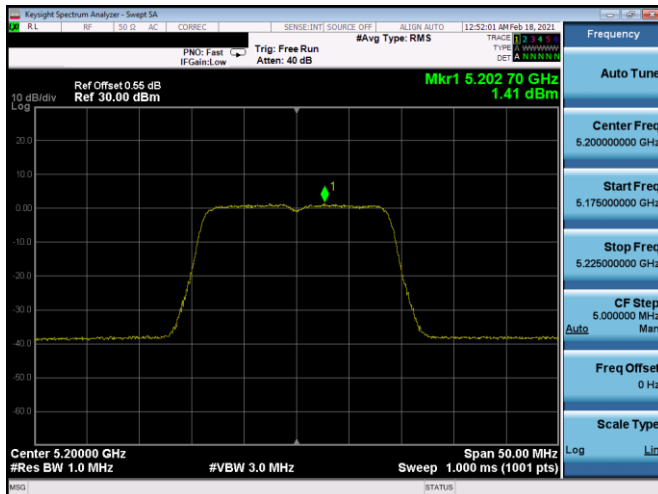 Keysight Spectrum Analyzer - Swept SA
RL RF 50 Ω AC CORREC SENSE:INT SOURCE OFF ALIGN AUTO 12:52:01 AM Feb 18, 2021
#Avg Type: RMS
TRACE 1 2 3 4 5 6
PNO: Fast Trig: Free Run TYPE A WWWWW
IFGain:Low Atten: 40 dB DET A N N N N N
Mkr1 5.202 70 GHz
Ref Offset 0.55 dB
10 dB/div Ref 30.00 dBm 1.41 dBm
Log
1
20.0
10.0
0.00
-10.0
-20.0
-30.0
-40.0
-50.0
-60.0
Center 5.20000 GHz Span 50.00 MHz
#Res BW 1.0 MHz #VBW 3.0 MHz Sweep 1.000 ms (1001 pts)
MSG STATUS
Frequency
Auto Tune
Center Freq
5.200000000 GHz
Start Freq
5.175000000 GHz
Stop Freq
5.225000000 GHz
CF Step
5.000000 MHz
Auto Man
Freq Offset
0 Hz
Scale Type
Log Lin